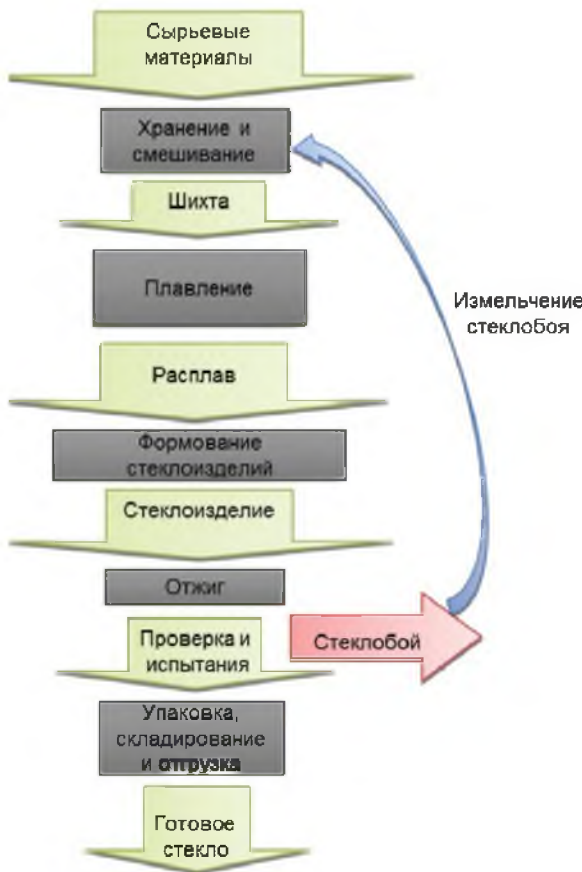 Сырьевые
материалы
Хранение и
смешивание
Шихта
Плавление
Измельчение
стеклобоя
Расплав
Формование
стеклоизделий
Стеклоизделие
Отжиг
Проверка и
испытания
Стеклобой
Упаковка,
складирование
и отгрузка
Готовое
стекло